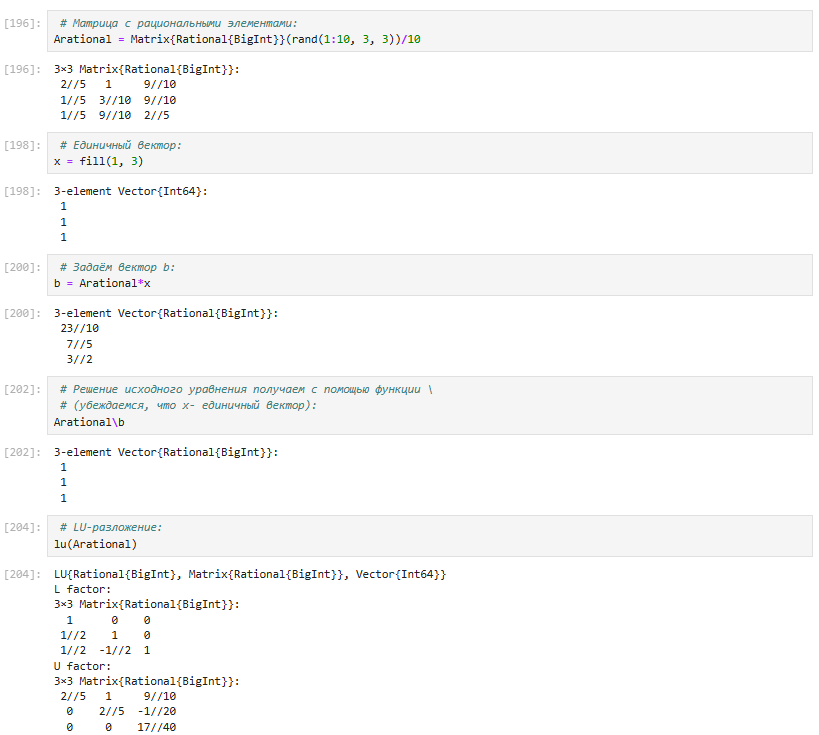 [196]: # Матрица с рациональными элементами:
Arational = Matrix{Rational{BigInt}}(rand(1:10, 3, 3))/10
[196]: 3×3 Matrix{Rational{BigInt}}:
2//5 1 9//10
1//5 3//10 9//10
1//5 9//10 2//5
[198]: # Единичный вектор:
x = fill(1, 3)
[198]: 3-element Vector{Int64}:
1
1
1
[200]: # Задаём вектор b:
b = Arational*x
[200]: 3-element Vector{Rational{BigInt}}:
23//10
7//5
3//2
[202]: # Решение исходного уравнения получаем с помощью функции \
# (убеждаемся, что x- единичный вектор):
Arational\b
[202]: 3-element Vector{Rational{BigInt}}:
1
1
1
[204]: # LU-разложение:
lu(Arational)
[204]: LU{Rational{BigInt}, Matrix{Rational{BigInt}}, Vector{Int64}}
L factor:
3×3 Matrix{Rational{BigInt}}:
1 0 0
1//2 1 0
1//2 -1//2 1
U factor:
3×3 Matrix{Rational{BigInt}}:
2//5 1 9//10
0 2//5 -1//20
0 0 17//40